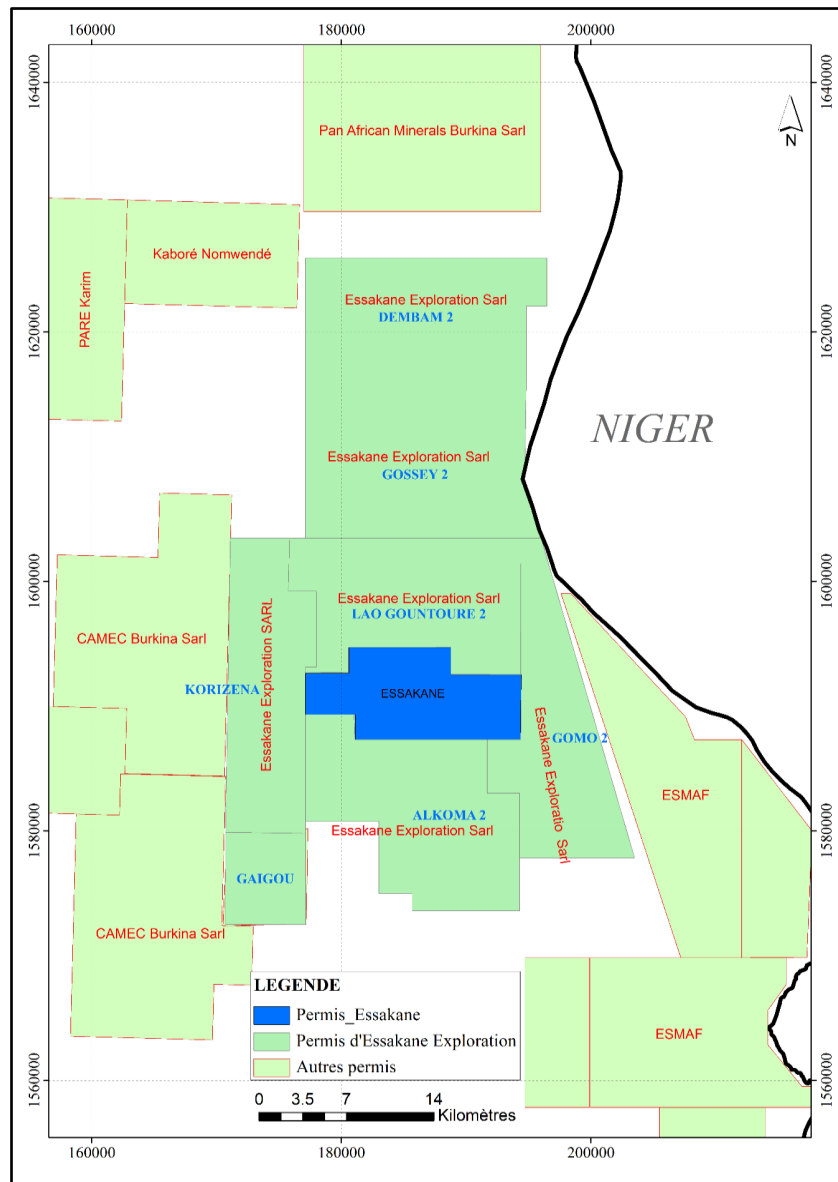 160000
180000
200000
1640000
1640000
Pan African Minerals Burkina Sarl
N
Kaboré Nomwendé
PARE Karim
Essakane Exploration Sarl
DEMBAM 2
1620000
1620000
NIGER
Essakane Exploration Sarl
GOSSEY 2
1600000
1600000
Essakane Exploration Sarl
LAO GOUNTOURE 2
CAMEC Burkina Sarl
Essakane Exploration SARL
KORIZENA
ESSAKANE
Essakane Exploratio Sarl
GOMO 2
ESMAF
ALKOMA 2
Essakane Exploration Sarl
1580000
1580000
GAIGOU
CAMEC Burkina Sarl
ESMAF
LEGENDE
Permis_Essakane
Permis d'Essakane Exploration
Autres permis
1560000
1560000
0 3.5 7 14
Kilomètres
160000
180000
200000